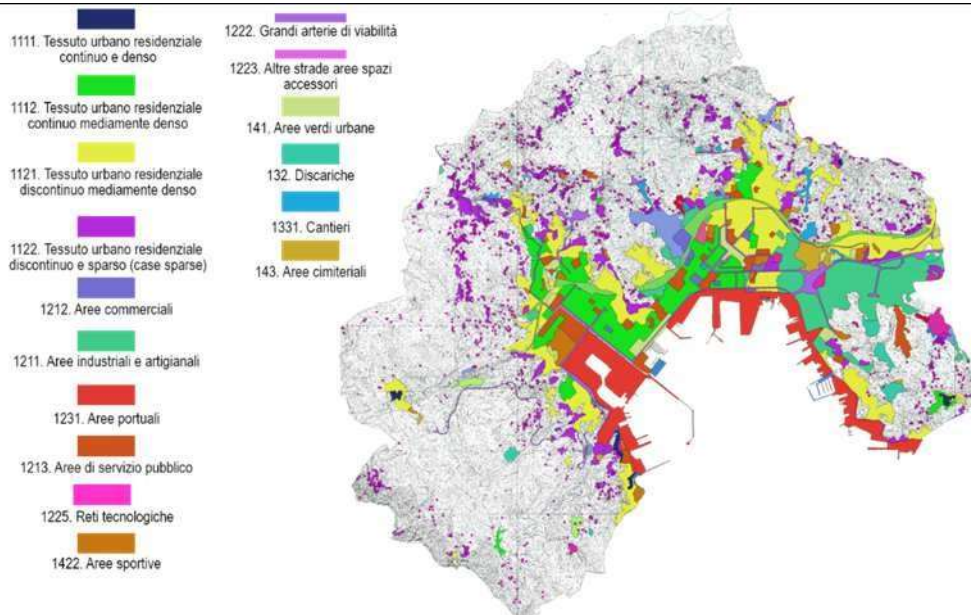 1111. Tessuto urbano residenziale
continuo e denso
1112. Tessuto urbano residenziale
continuo mediamente denso
1121. Tessuto urbano residenziale
discontinuo mediamente denso
1122. Tessuto urbano residenziale
discontinuo e sparso (case sparse)
1212. Aree commerciali
1211. Aree industriali e artigianali
1231. Aree portuali
1213. Aree di servizio pubblico
1225. Reti tecnologiche
1422. Aree sportive
1222. Grandi arterie di viabilità
1223. Altre strade aree spazi
accessori
141. Aree verdi urbane
132. Discariche
1331. Cantieri
143. Aree cimiteriali